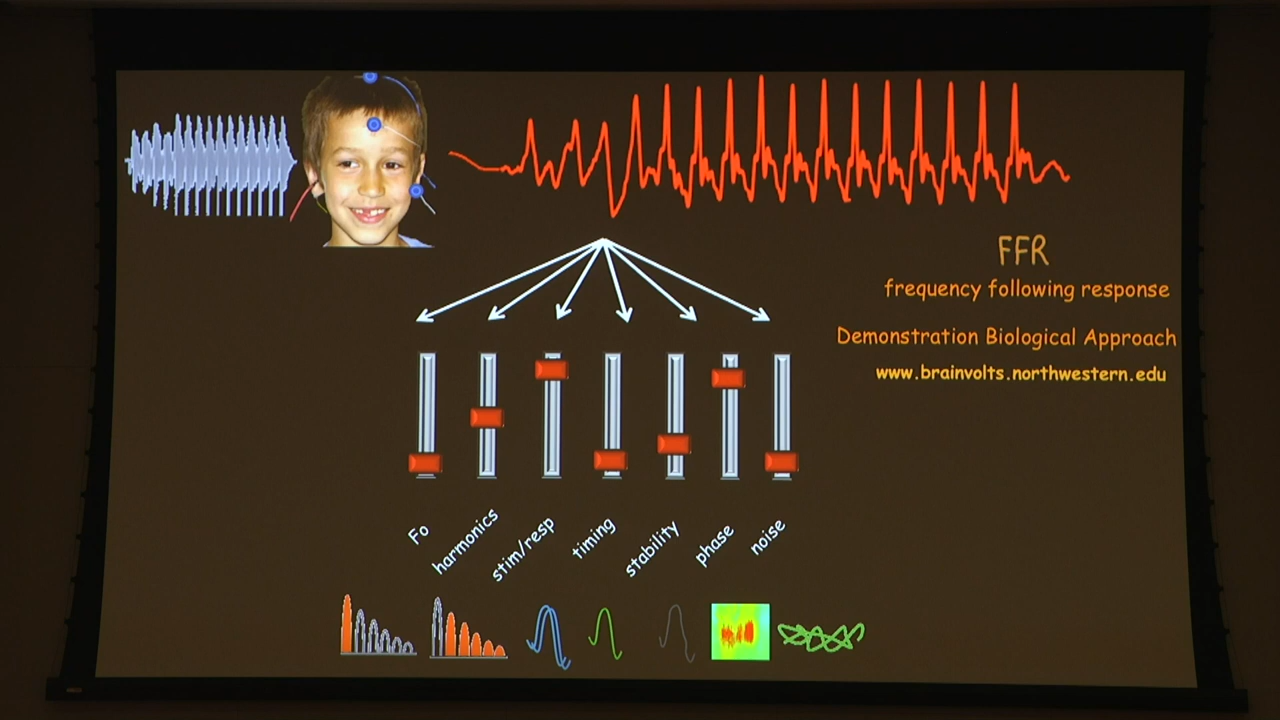 FFR
frequency following response
Demonstration Biological Approach
www.brainvolts.northwestern.edu
Fo
harmonics
stim/resp
timing
stability
phase
noise